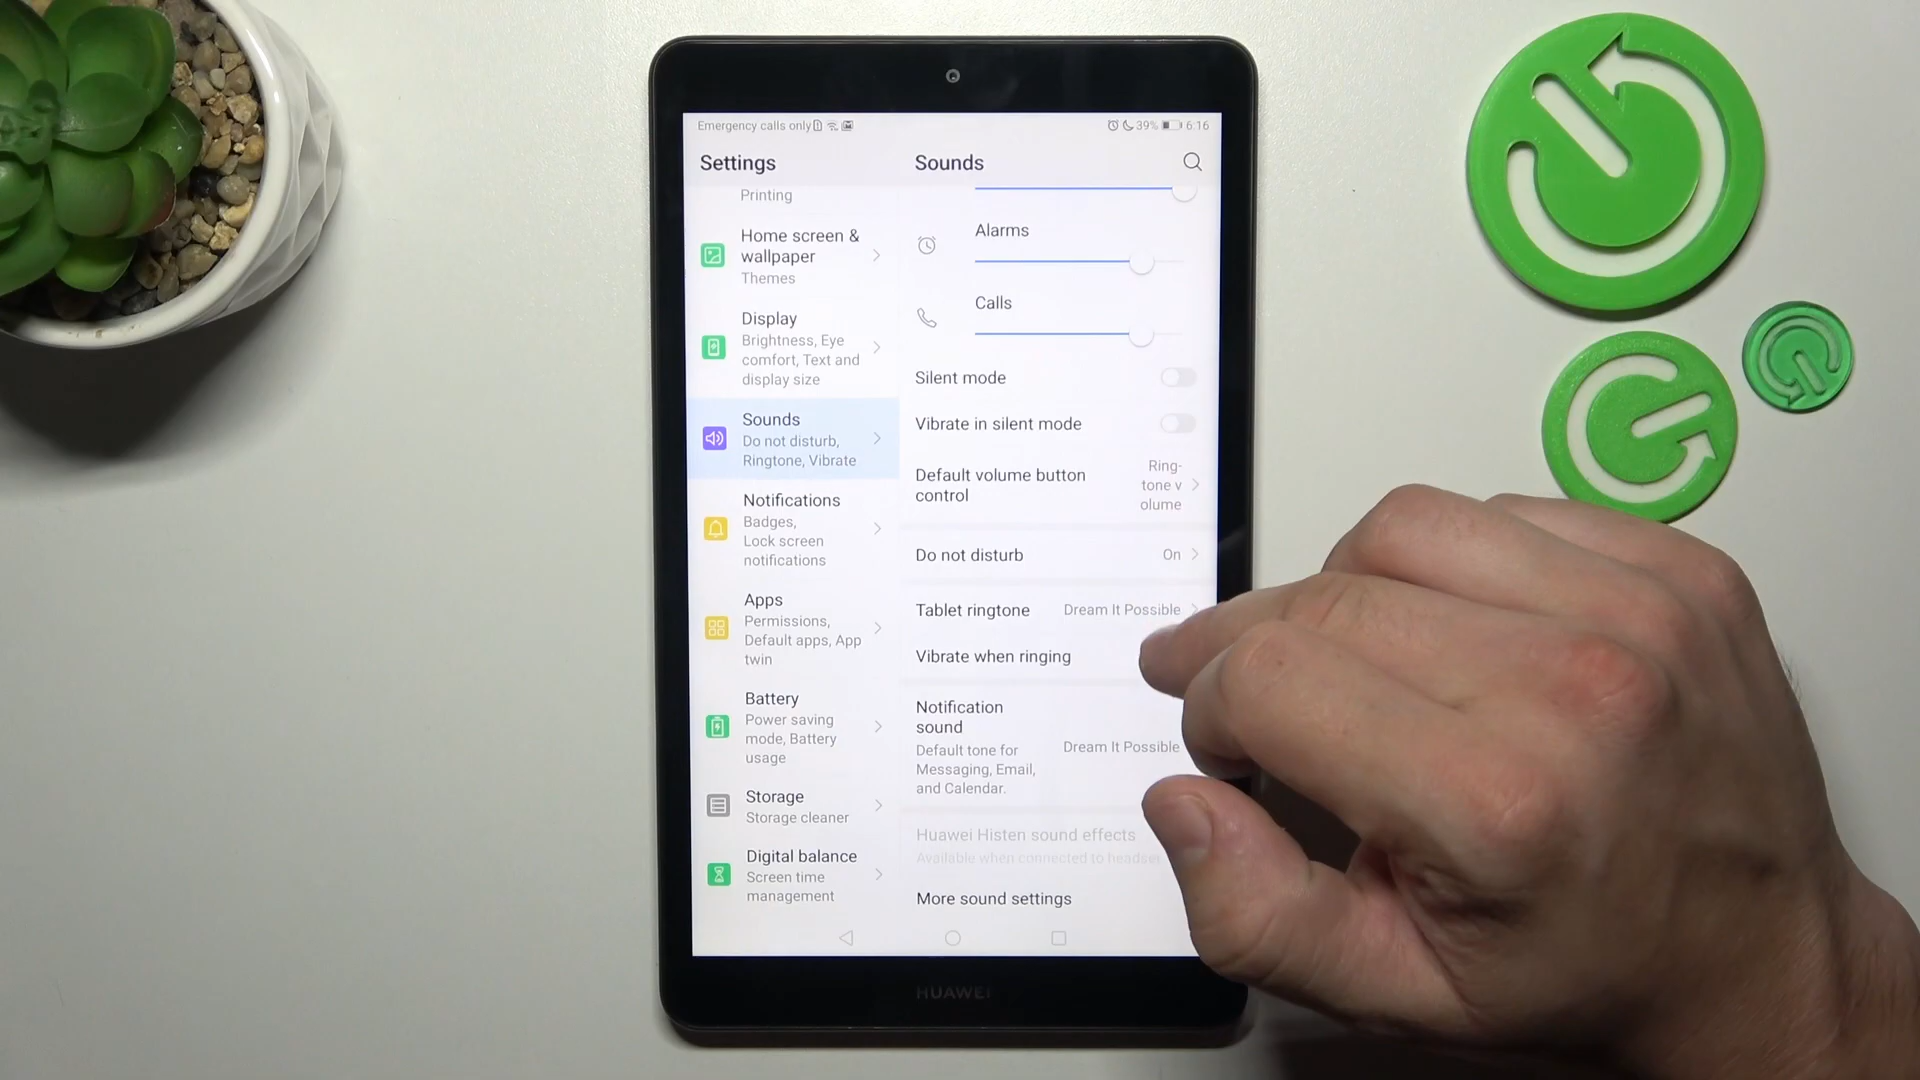 Emergency calls only
39% 6:16
Settings
Printing
Home screen &
wallpaper
Themes
Display
Brightness, Eye
comfort, Text and
display size
Sounds
Do not disturb,
Ringtone, Vibrate
Notifications
Badges,
Lock screen
notifications
Apps
Permissions,
Default apps, App
twin
Battery
Power saving
mode, Battery
usage
Storage
Storage cleaner
Digital balance
Screen time
management
Sounds
Alarms
Calls
Silent mode
Vibrate in silent mode
Default volume button
control
Ring-
tone v
olume
Do not disturb On
Tablet ringtone Dream It Possible
Vibrate when ringing
Notification
sound
Default tone for
Messaging, Email,
and Calendar.
Dream It Possible
Huawei Histen sound effects
Available when connected to headset
More sound settings
HUAWEI